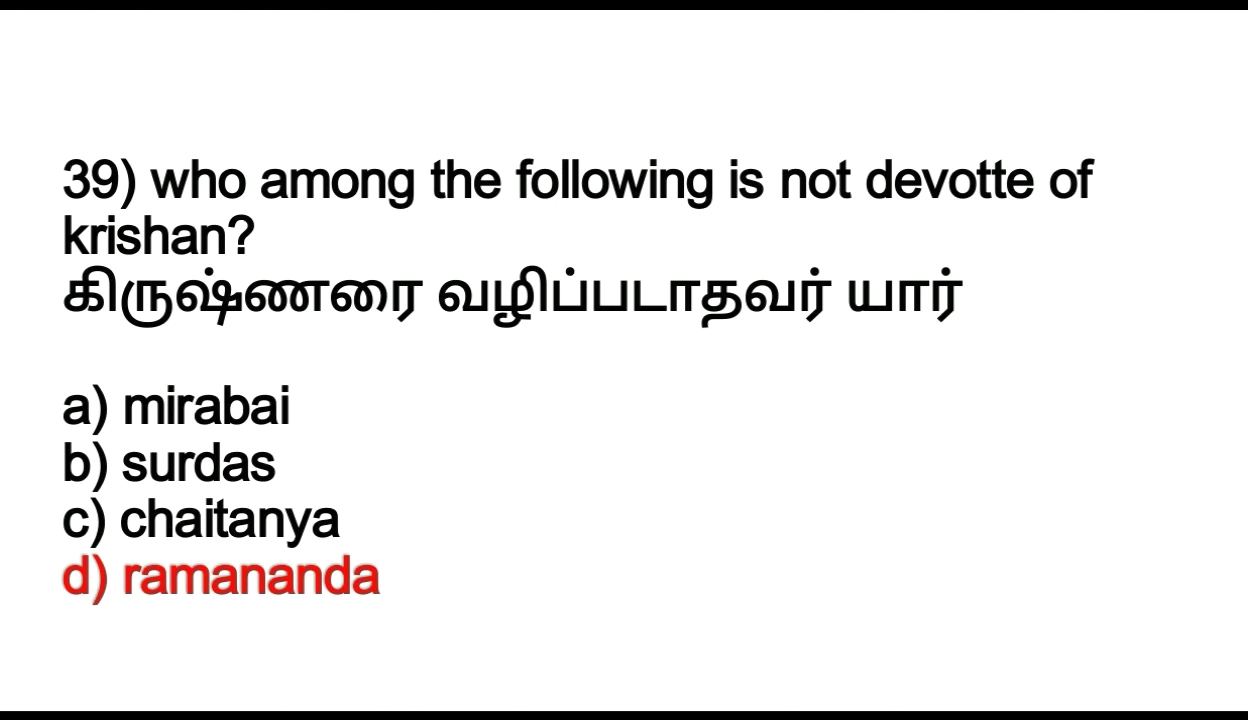 39) who among the following is not devotte of
krishan?
கிருஷ்ணரை வழிப்படாதவர் யார்
a) mirabai
b) surdas
c) chaitanya
d) ramananda